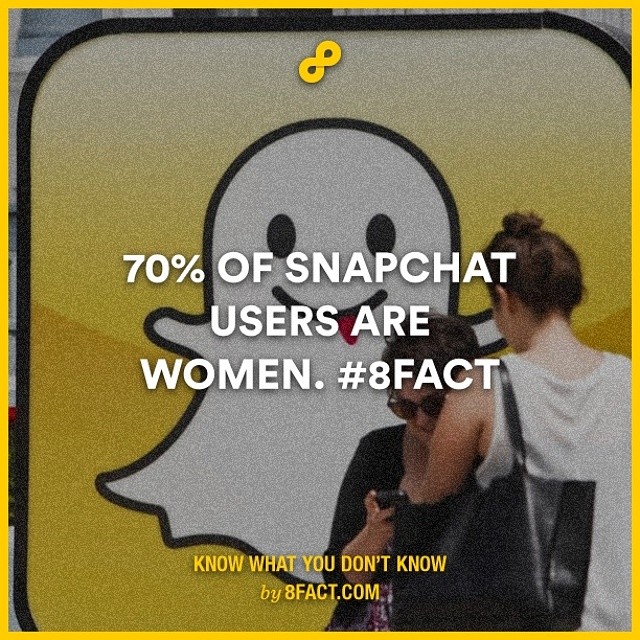 70% OF SNAPCHAT
USERS ARE
WOMEN. #8FACT
KNOW WHAT YOU DON'T KNOW
by 8FACT.COM